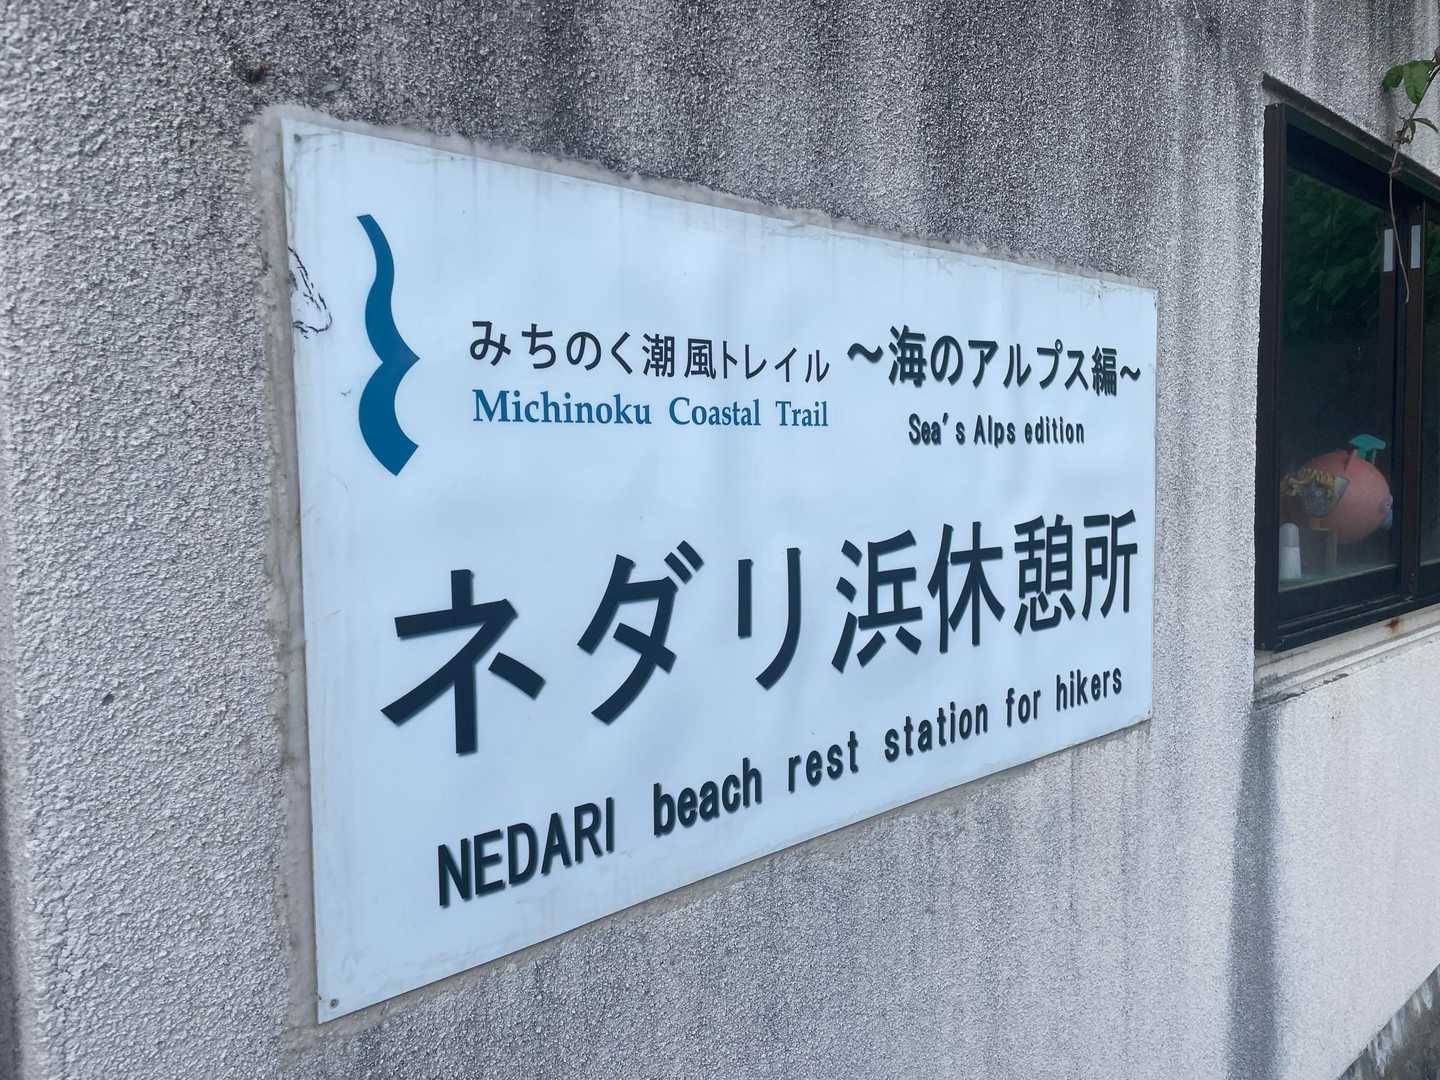 みちのく潮風トレイル ～海のアルプス編～
Michinoku Coastal Trail Sea's Alps edition
ネダリ浜休憩所
NEDARI beach rest station for hikers